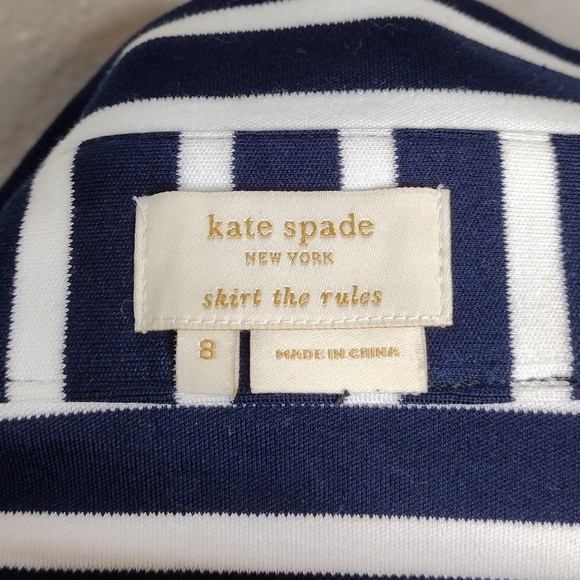 kate spade
NEW YORK
skirt the rules
8
MADE IN CHINA